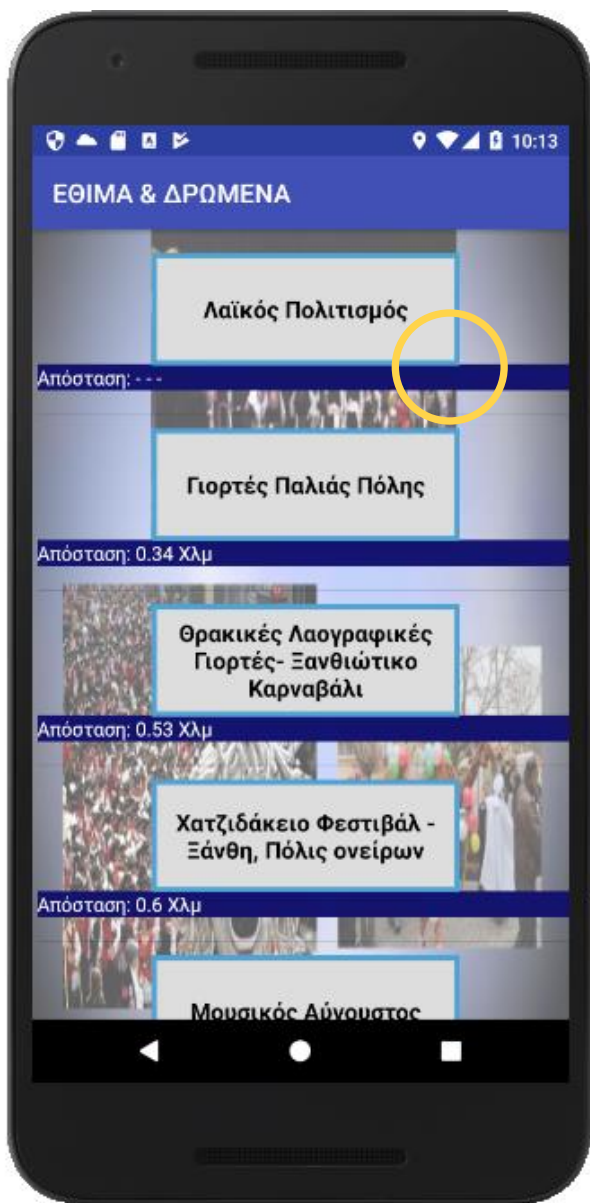 10:13
ΕΘΙΜΑ & ΔΡΩΜΕΝΑ
Λαϊκός Πολιτισμός
Απόσταση: - - -
Γιορτές Παλιάς Πόλης
Απόσταση: 0.34 Χλμ
Θρακικές Λαογραφικές
Γιορτές- Ξανθιώτικο
Καρναβάλι
Απόσταση: 0.53 Χλμ
Χατζιδάκειο Φεστιβάλ -
Ξάνθη, Πόλις ονείρων
Απόσταση: 0.6 Χλμ
Μουσικός Αύγουστος